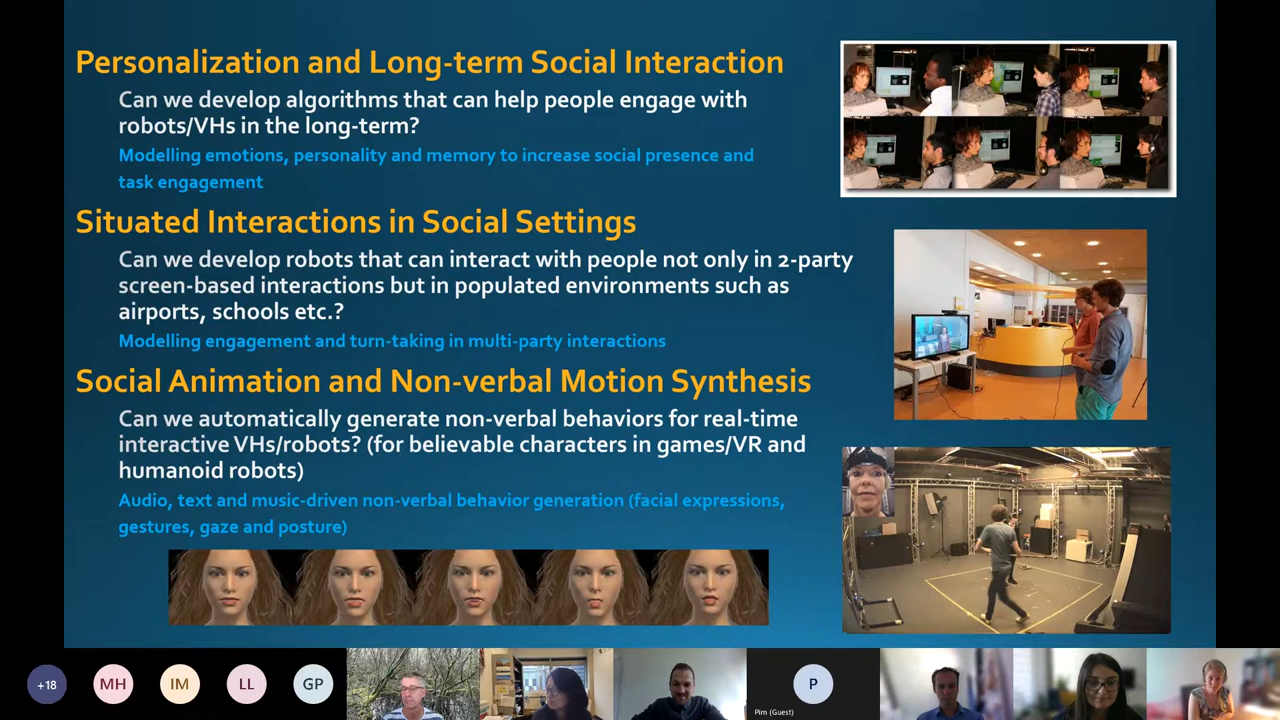 Personalization and Long-term Social Interaction
Can we develop algorithms that can help people engage with
robots/VHs in the long-term?
Modelling emotions, personality and memory to increase social presence and
task engagement
Situated Interactions in Social Settings
Can we develop robots that can interact with people not only in 2-party
screen-based interactions but in populated environments such as
airports, schools etc.?
Modelling engagement and turn-taking in multi-party interactions
Social Animation and Non-verbal Motion Synthesis
Can we automatically generate non-verbal behaviors for real-time
interactive VHs/robots? (for believable characters in games/VR and
humanoid robots)
Audio, text and music-driven non-verbal behavior generation (facial expressions,
gestures, gaze and posture)
+18
MH
IM
LL
GP
P
Pim (Guest)